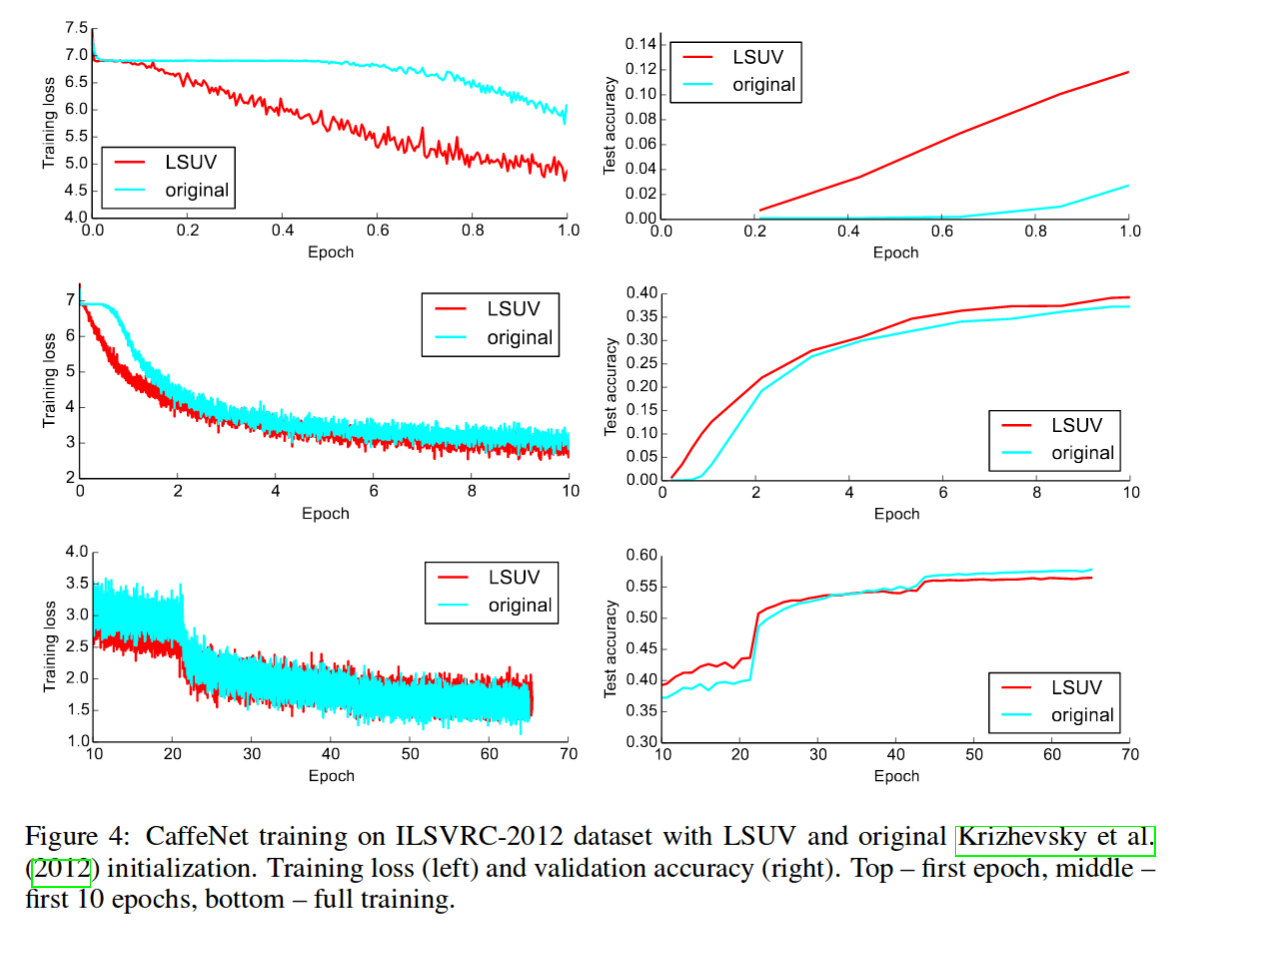 7.5
7.0
6.5
6.0
5.5
5.0
4.5
4.0
Training loss
LSUV
original
0.0 0.2 0.4 0.6 0.8 1.0
Epoch
0.14
0.12
0.10
0.08
0.06
0.04
0.02
0.00
Test accuracy
LSUV
original
0.0 0.2 0.4 0.6 0.8 1.0
Epoch
7
6
5
4
3
2
Training loss
LSUV
original
0 2 4 6 8 10
Epoch
0.40
0.35
0.30
0.25
0.20
0.15
0.10
0.05
0.00
Test accuracy
LSUV
original
0 2 4 6 8 10
Epoch
4.0
3.5
3.0
2.5
2.0
1.5
1.0
Training loss
LSUV
original
10 20 30 40 50 60 70
Epoch
0.60
0.55
0.50
0.45
0.40
0.35
0.30
Test accuracy
LSUV
original
10 20 30 40 50 60 70
Epoch
Figure 4: CaffeNet training on ILSVRC-2012 dataset with LSUV and original Krizhevsky et al.
(2012) initialization. Training loss (left) and validation accuracy (right). Top – first epoch, middle –
first 10 epochs, bottom – full training.